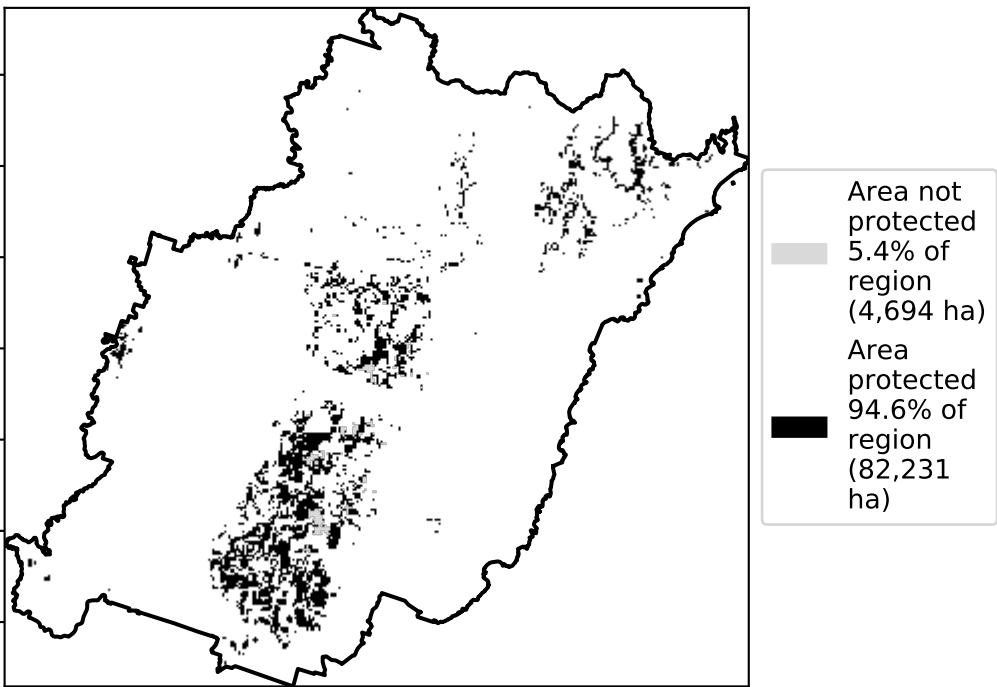 Area not
protected
5.4% of
region
(4,694 ha)
Area
protected
94.6% of
region
(82,231
ha)